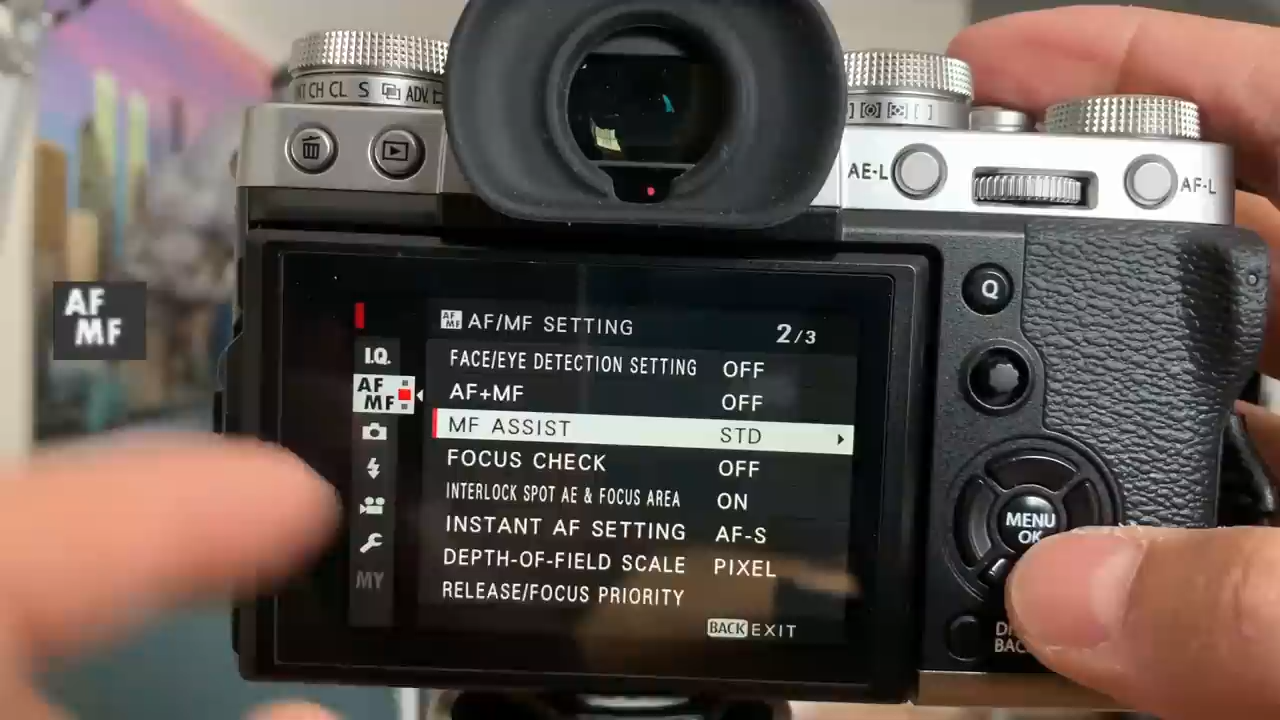 CH CL S ADV.
AE-L
AF-L
Q
AF
MF
AF
MF AF/MF SETTING 2/3
I.Q. FACE/EYE DETECTION SETTING OFF
AF
MF AF+MF OFF
MF ASSIST STD
FOCUS CHECK OFF
INTERLOCK SPOT AE & FOCUS AREA ON
INSTANT AF SETTING AF-S
DEPTH-OF-FIELD SCALE PIXEL
MY RELEASE/FOCUS PRIORITY
BACK EXIT
MENU
OK